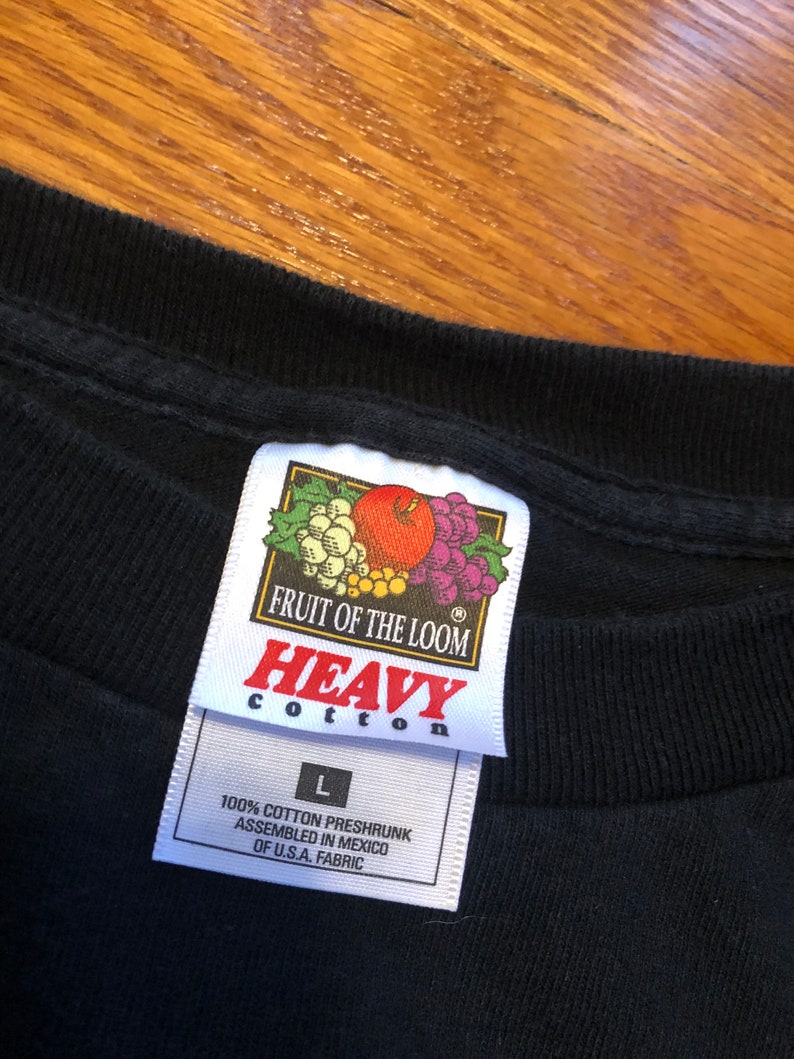 FRUIT OF THE LOOM ®
HEAVY
cotton
L
100% COTTON PRESHRUNK
ASSEMBLED IN MEXICO
OF U.S.A. FABRIC